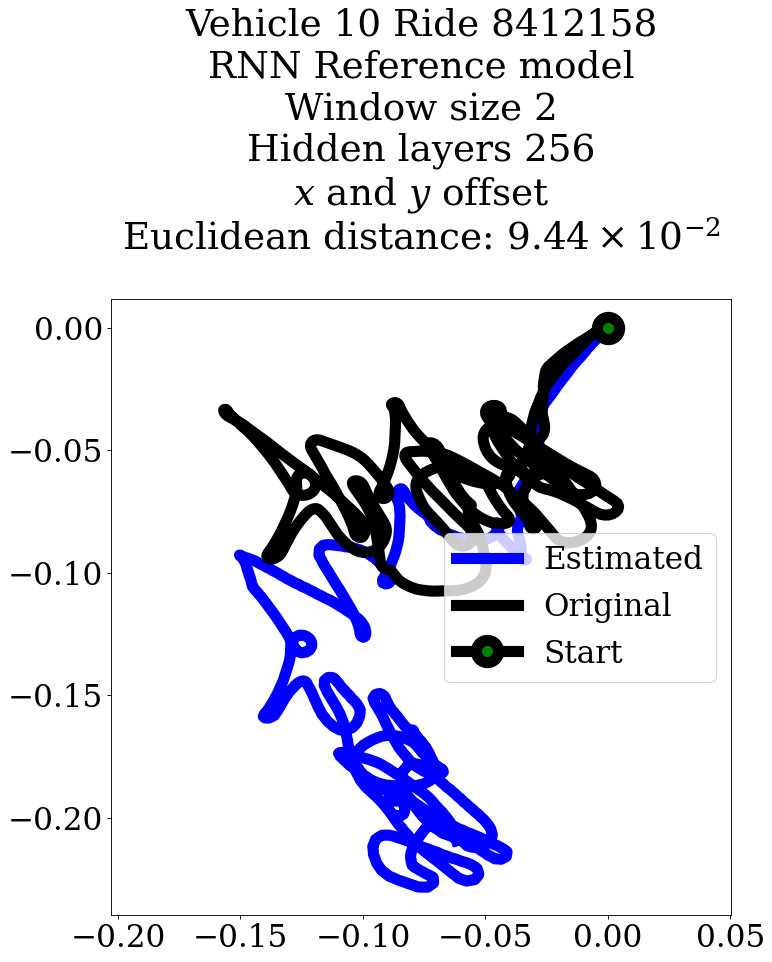 Vehicle 10 Ride 8412158
RNN Reference model
Window size 2
Hidden layers 256
x and y offset
Euclidean distance: 9.44 × 10⁻²
0.00
−0.05
−0.10
−0.15
−0.20
Estimated
Original
Start
−0.20 −0.15 −0.10 −0.05 0.00 0.05